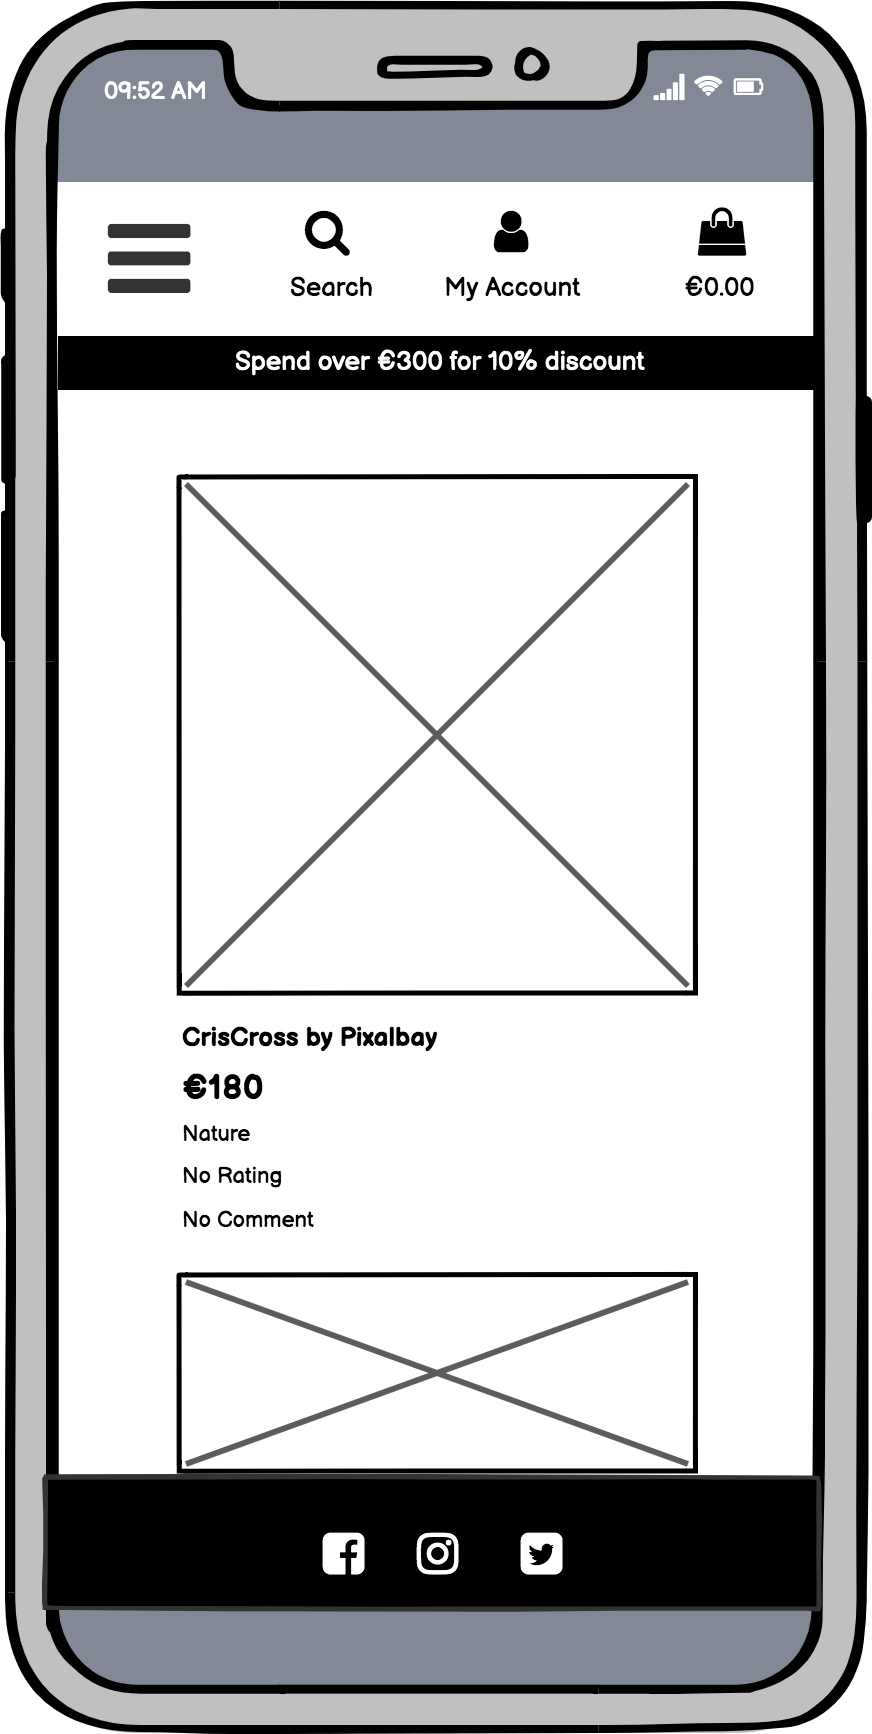 09:52 AM
Search
My Account
€0.00
Spend over €300 for 10% discount
CrisCross by Pixalbay
€180
Nature
No Rating
No Comment